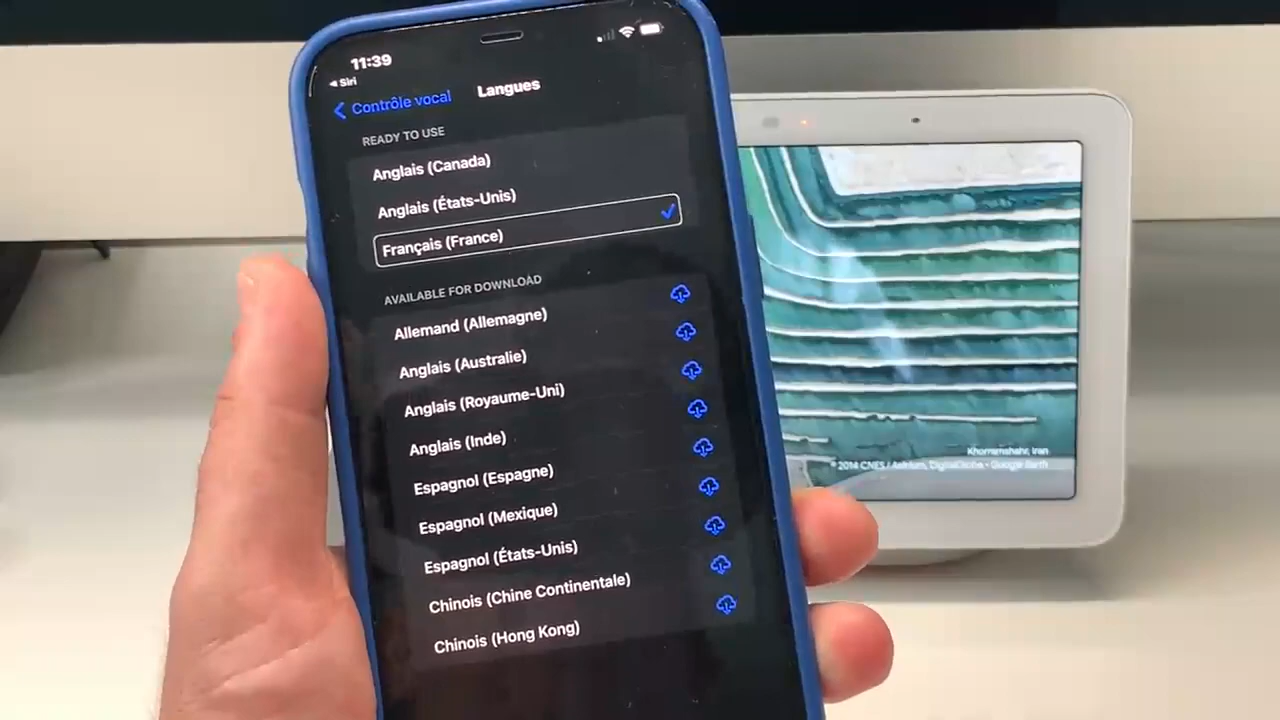 11:39
Siri
Contrôle vocal
Langues
READY TO USE
Anglais (Canada)
Anglais (États-Unis)
Français (France)
AVAILABLE FOR DOWNLOAD
Allemand (Allemagne)
Anglais (Australie)
Anglais (Royaume-Uni)
Anglais (Inde)
Espagnol (Espagne)
Espagnol (Mexique)
Espagnol (États-Unis)
Chinois (Chine Continentale)
Chinois (Hong Kong)
Khorramshahr, Iran
© 2014 CNES / Astrium, DigitalGlobe • Google Earth